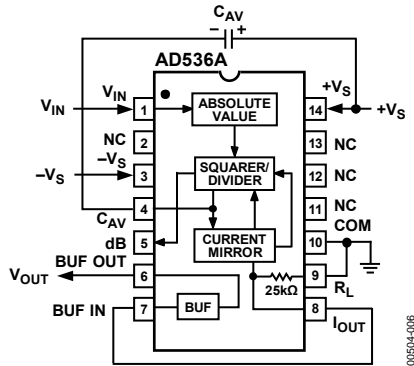 CAV
− +
AD536A
VIN VIN 1 ABSOLUTE VALUE 14 +VS +VS
NC 2 13 NC
−VS −VS 3 SQUARER/ DIVIDER 12 NC
CAV 4 11 NC
dB 5 CURRENT MIRROR 10 COM
VOUT BUF OUT 6 25kΩ 9 RL
BUF IN 7 BUF 8 IOUT
00504-006